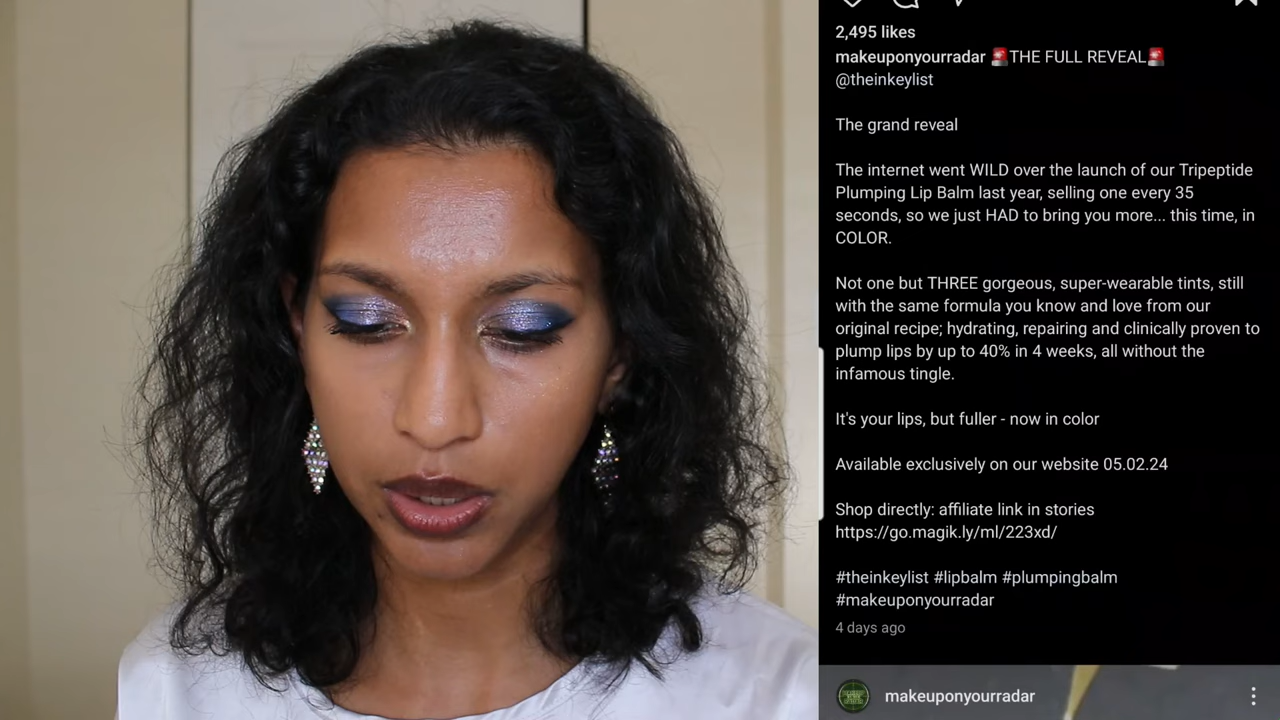 2,495 likes
makeuponyourradar 🚨THE FULL REVEAL🚨
@theinkeylist
The grand reveal
The internet went WILD over the launch of our Tripeptide
Plumping Lip Balm last year, selling one every 35
seconds, so we just HAD to bring you more... this time, in
COLOR.
Not one but THREE gorgeous, super-wearable tints, still
with the same formula you know and love from our
original recipe; hydrating, repairing and clinically proven to
plump lips by up to 40% in 4 weeks, all without the
infamous tingle.
It's your lips, but fuller - now in color
Available exclusively on our website 05.02.24
Shop directly: affiliate link in stories
https://go.magik.ly/ml/223xd/
#theinkeylist #lipbalm #plumpingbalm
#makeuponyourradar
4 days ago
makeuponyourradar